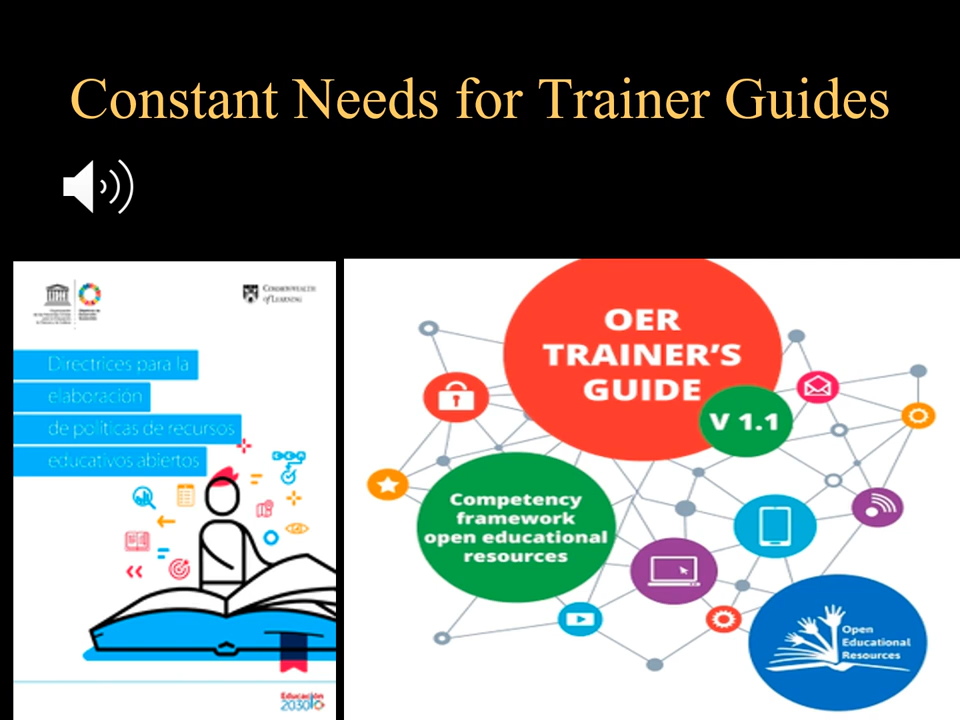 Constant Needs for Trainer Guides
COMMONWEALTH
of LEARNING
Directrices para la
elaboración
de políticas de recursos
educativos abiertos
Educación
2030
OER
TRAINER'S
GUIDE
V 1.1
Competency
framework
open educational
resources
Open
Educational
Resources